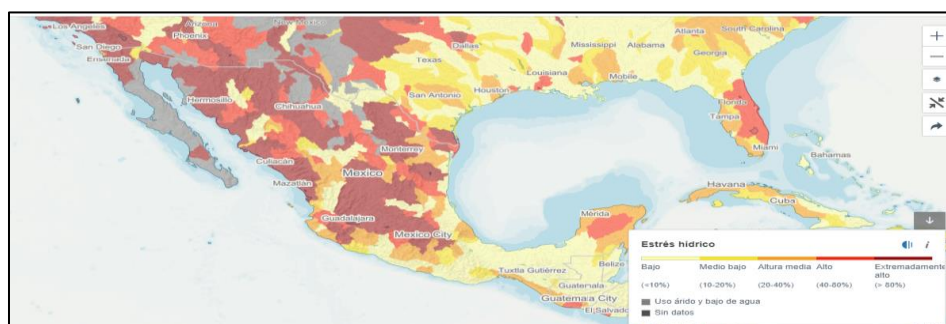 Los Angeles
Arizona
New Mexico
Phoenix
San Diego
Ensenada
Dallas
Mississippi
Alabama
Atlanta
South Carolina
Georgia
Texas
Louisiana
Mobile
San Antonio
Houston
Hermosillo
Chihuahua
Florida
Tampa
Miami
Monterrey
Bahamas
Culiacán
Mexico
Mazatlán
Havana
Cuba
Guadalajara
Mérida
Mexico City
Tuxtla Gutiérrez
Belize
Guatemala
Guatemala City
El Salvador
Estrés hídrico
Bajo Medio bajo Altura media Alto Extremadamente alto
(<10%) (10-20%) (20-40%) (40-80%) (> 80%)
Uso árido y bajo de agua
Sin datos